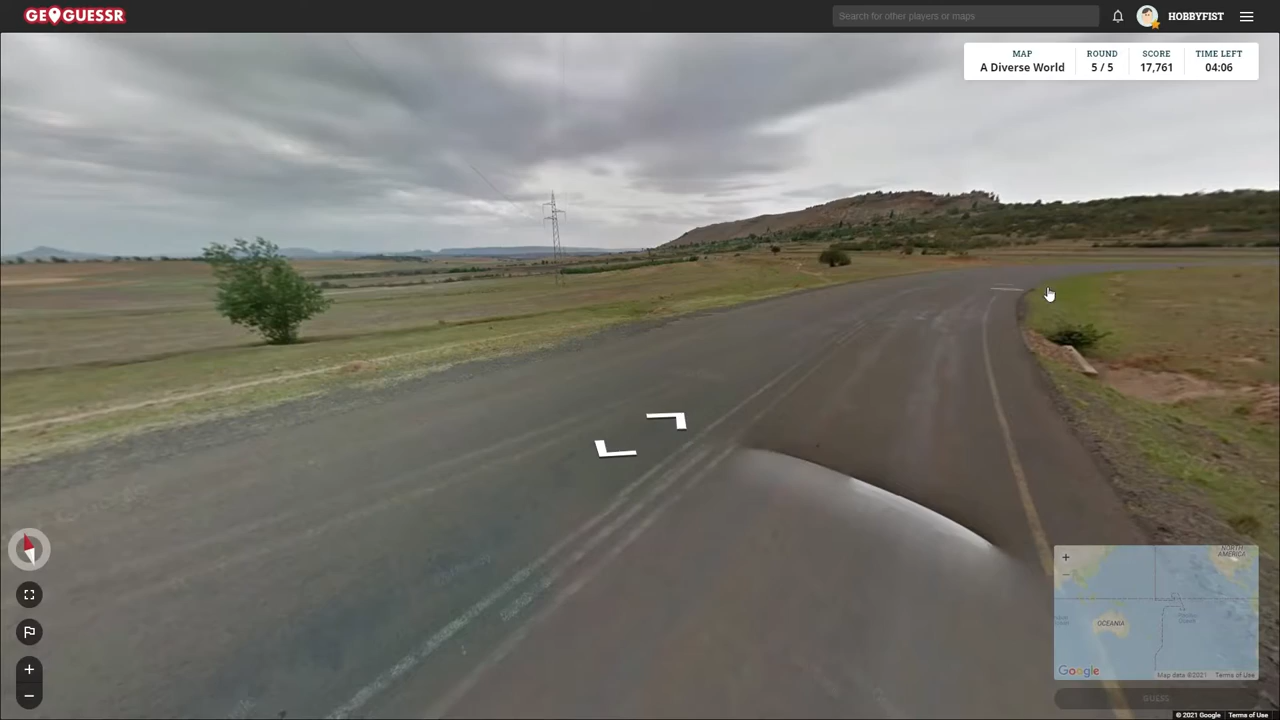 GEOGUESSR
Search for other players or maps
HOBBYFIST
MAP
A Diverse World
ROUND
5 / 5
SCORE
17,761
TIME LEFT
04:06
NORTH
AMERICA
OCEANIA
Google
Map data ©2021
Terms of Use
GUESS
© 2021 Google
Terms of Use